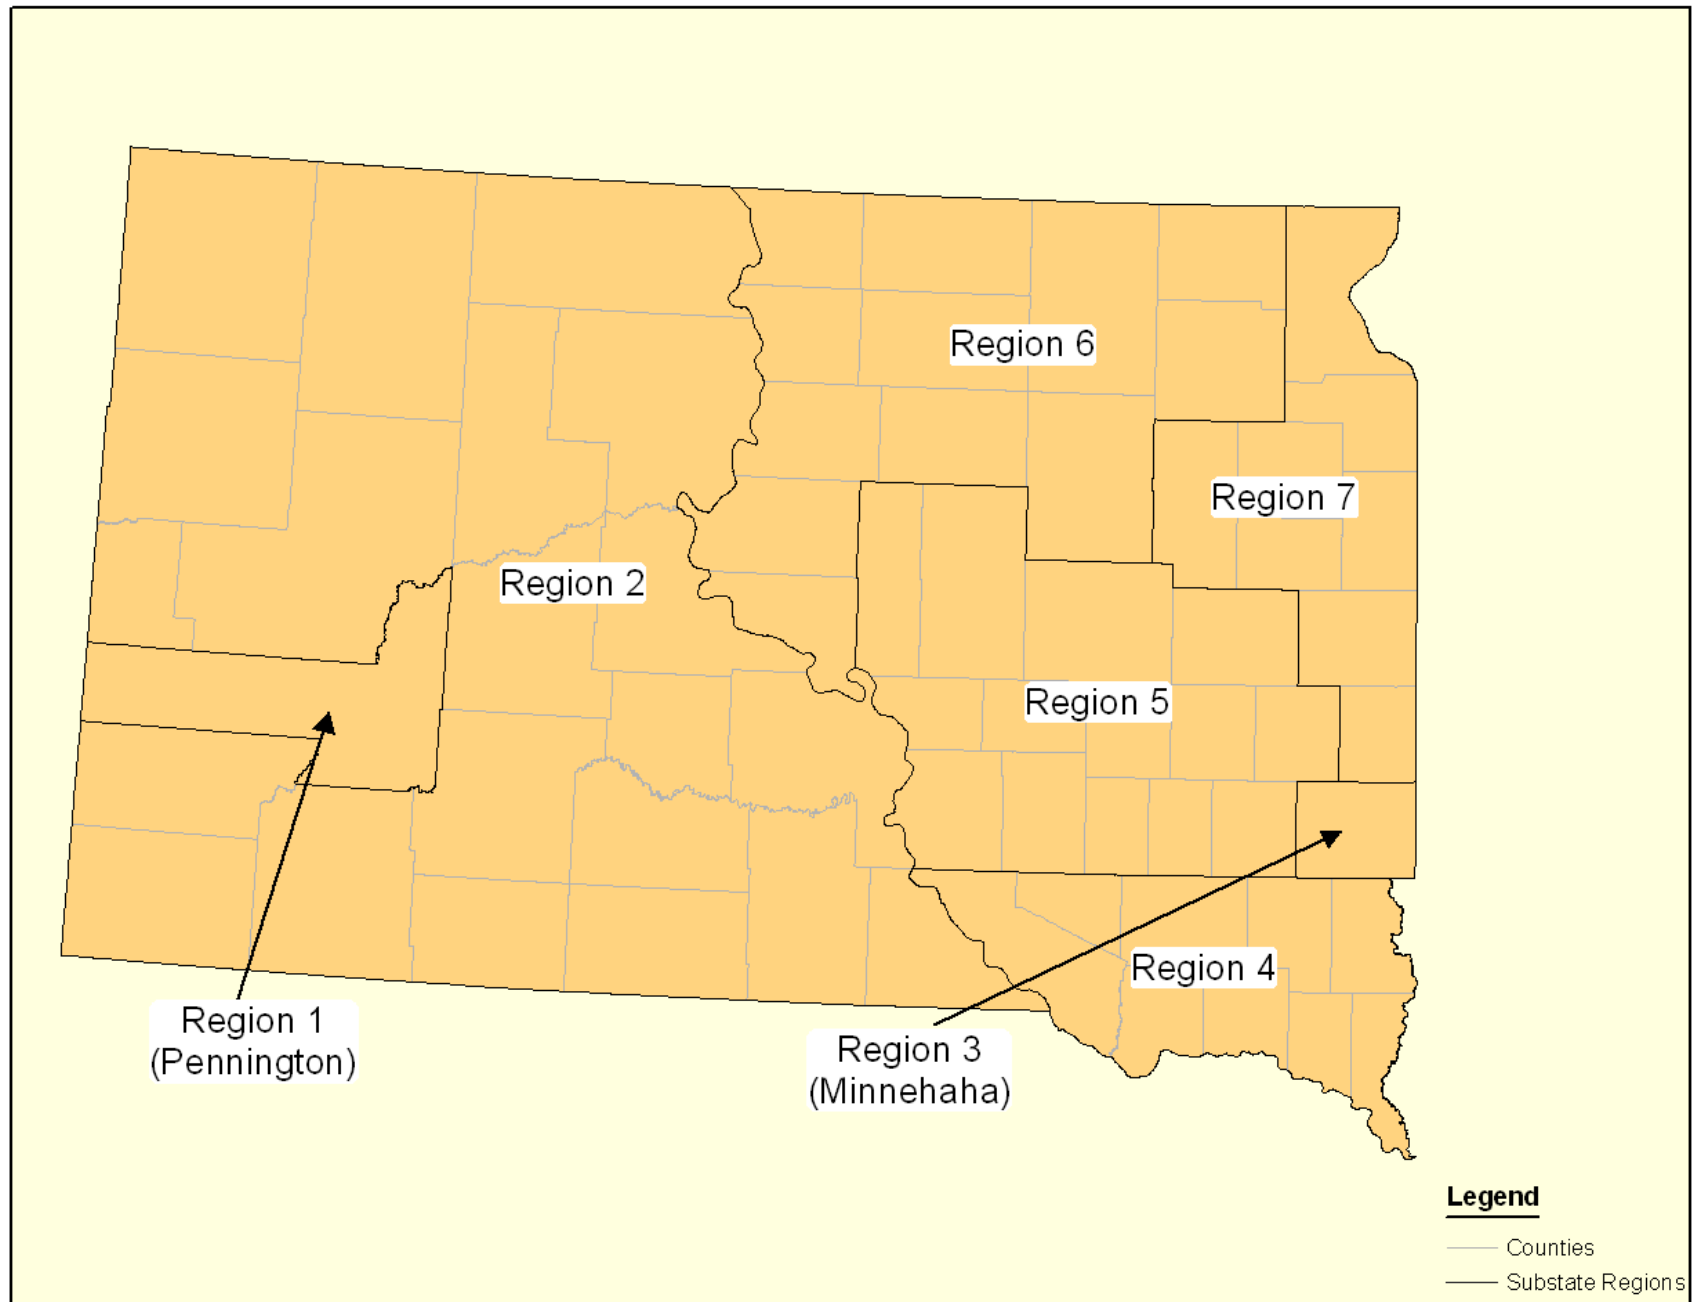 Region 6
Region 7
Region 2
Region 5
Region 4
Region 1
(Pennington)
Region 3
(Minnehaha)
Legend
Counties
Substate Regions